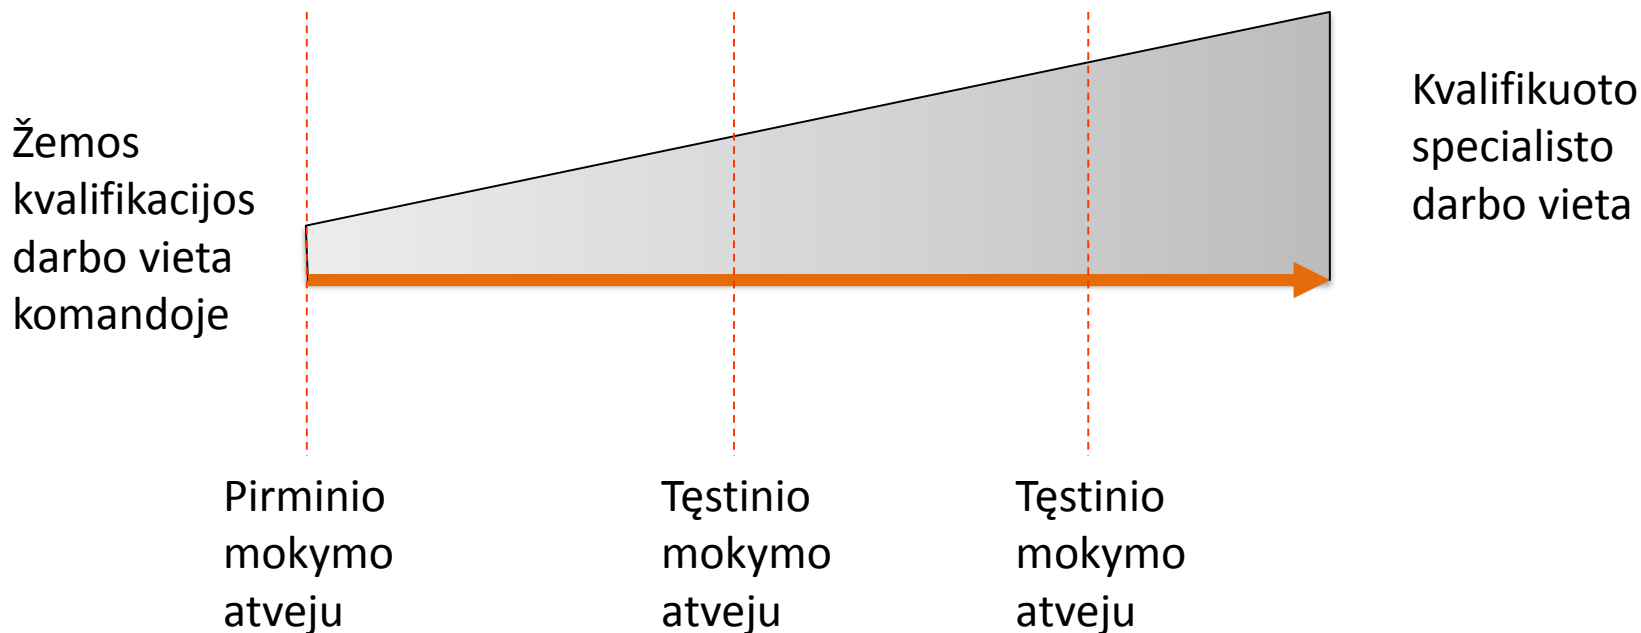 Žemos
kvalifikacijos
darbo vieta
komandoje
Kvalifikuoto
specialisto
darbo vieta
Pirminio
mokymo
atveju
Tęstinio
mokymo
atveju
Tęstinio
mokymo
atveju